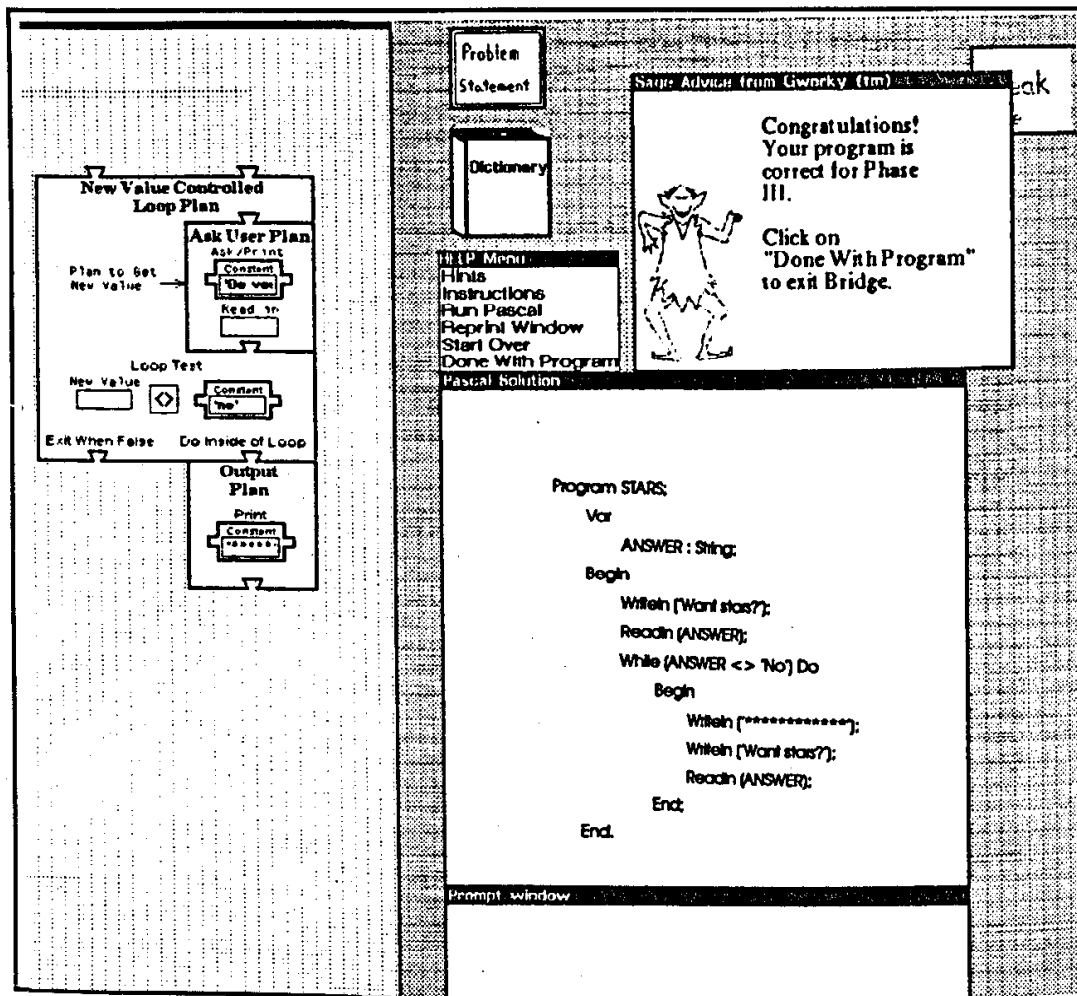 Problem
Statement
Dictionary
Sage Advice from Gworky (tm)
Congratulations!
Your program is
correct for Phase
III.
Click on
"Done With Program"
to exit Bridge.
New Value Controlled
Loop Plan
Ask User Plan
Ask/Print
Constant
Plan to Get
New Value
Read In
Loop Test
New Value
<>
Constant
'no'
Exit When False
Do Inside of Loop
Output
Plan
Print
Constant
HELP Menu
Hints
Instructions
Run Pascal
Reprint Window
Start Over
Done With Program
Pascal Solution
Program STARS;
Var
ANSWER : String;
Begin
Writeln ('Want stars?');
Readln (ANSWER);
While (ANSWER <> 'No') Do
Begin
Writeln ('*************');
Writeln ('Want stars?');
Readln (ANSWER);
End;
End.
Prompt window